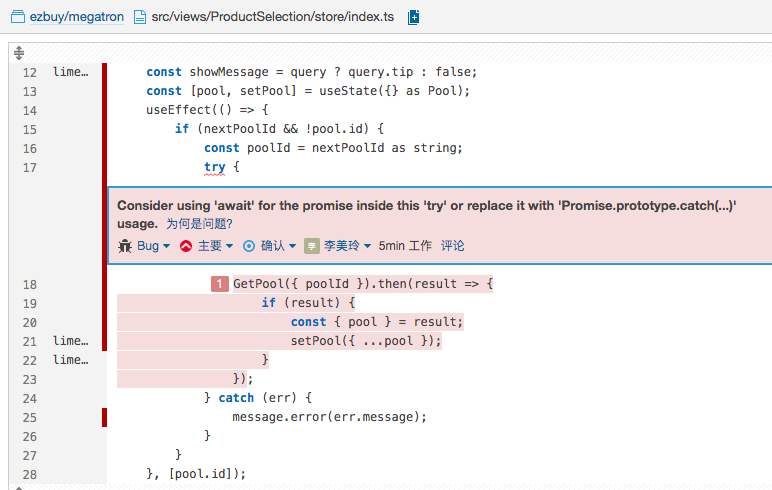 ezbuy/megatron src/views/ProductSelection/store/index.ts
12 lime... const showMessage = query ? query.tip : false;
13 const [pool, setPool] = useState({} as Pool);
14 useEffect(() => {
15 if (nextPoolId && !pool.id) {
16 const poolId = nextPoolId as string;
17 try {
Consider using 'await' for the promise inside this 'try' or replace it with 'Promise.prototype.catch(...)'
usage. 为何是问题?
Bug 主要 确认 李 李美玲 5min 工作 评论
18 1 GetPool({ poolId }).then(result => {
19 if (result) {
20 const { pool } = result;
21 lime... setPool({ ...pool });
22 lime... }
23 });
24 } catch (err) {
25 message.error(err.message);
26 }
27 }
28 }, [pool.id]);